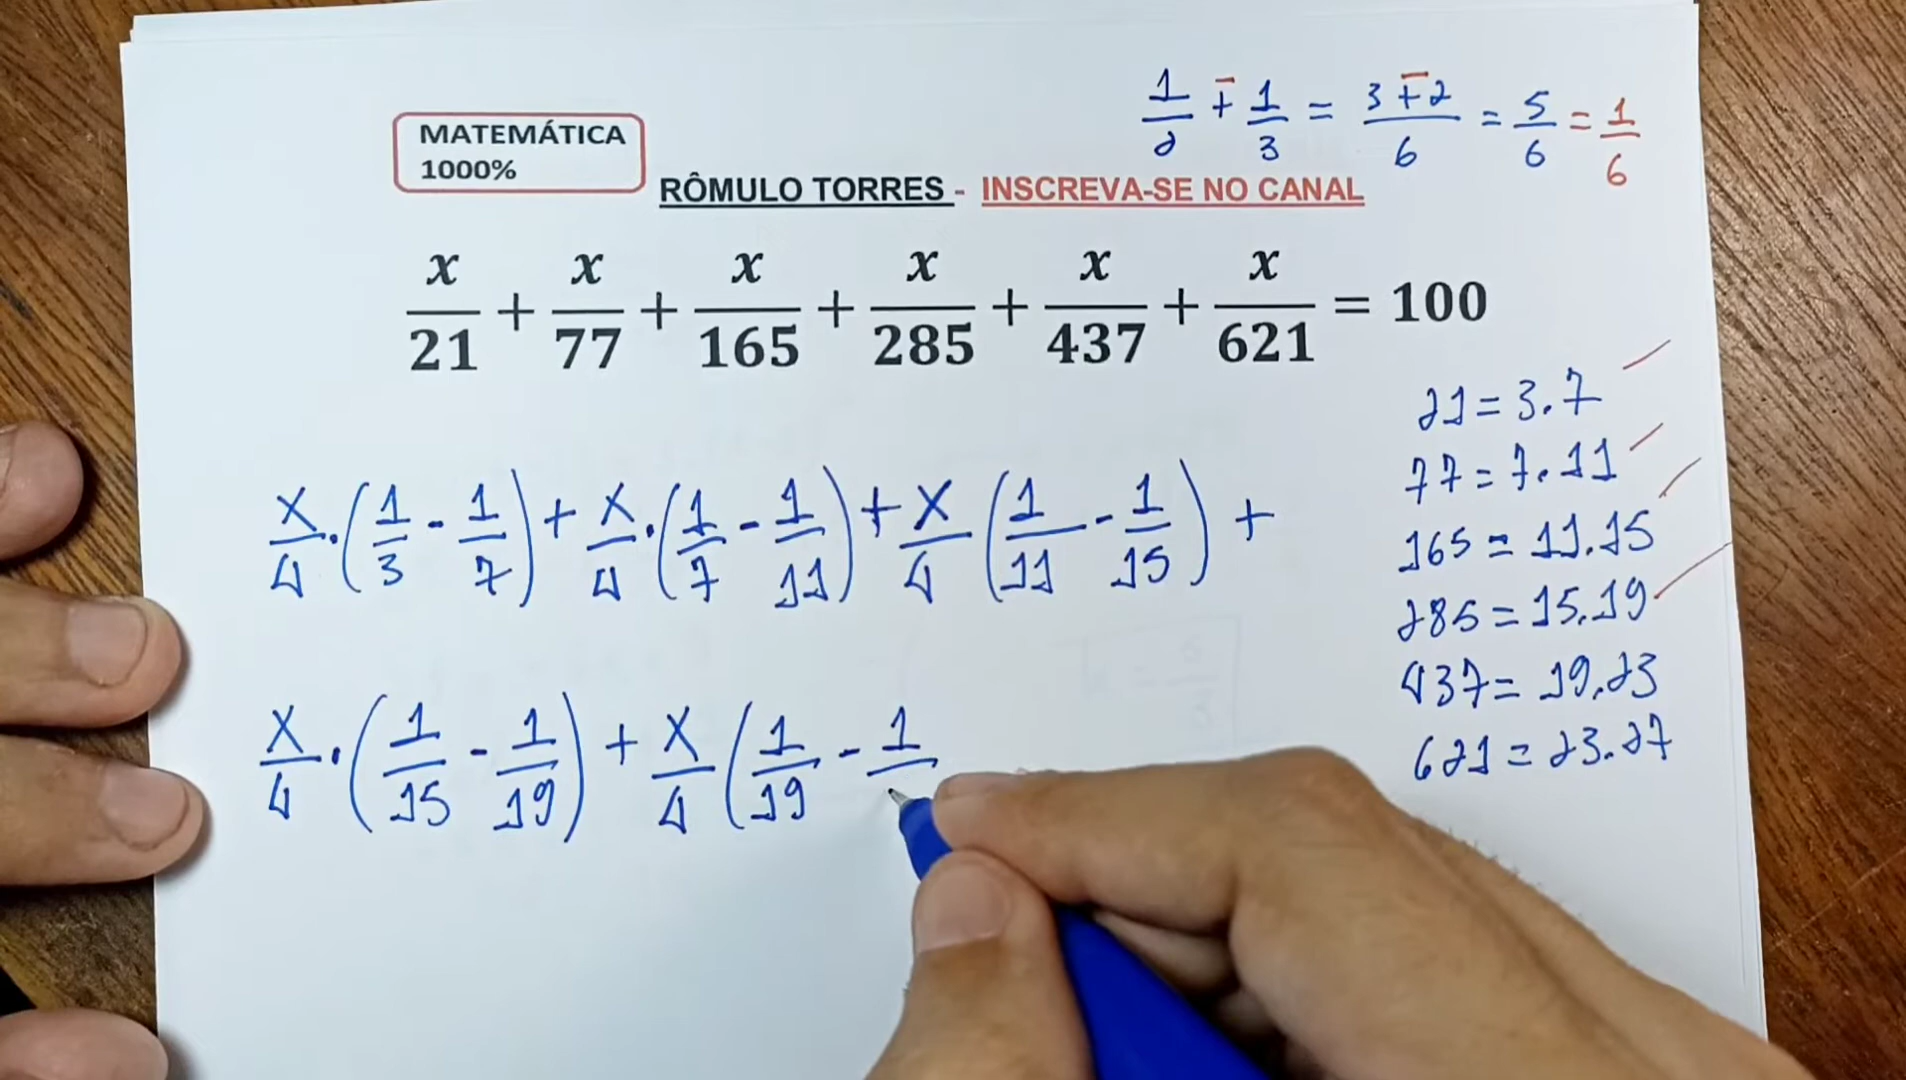 1/2 ∓ 1/3 = 3∓2/6 = 5/6 = 1/6
MATEMÁTICA
1000%
RÔMULO TORRES - INSCREVA-SE NO CANAL
x/21 + x/77 + x/165 + x/285 + x/437 + x/621 = 100
21 = 3.7
77 = 7.11
165 = 11.15
285 = 15.19
437 = 19.23
621 = 23.27
x/4 . (1/3 - 1/7) + x/4 . (1/7 - 1/11) + x/4 (1/11 - 1/15) +
x/4 . (1/15 - 1/19) + x/4 (1/19 - 1/